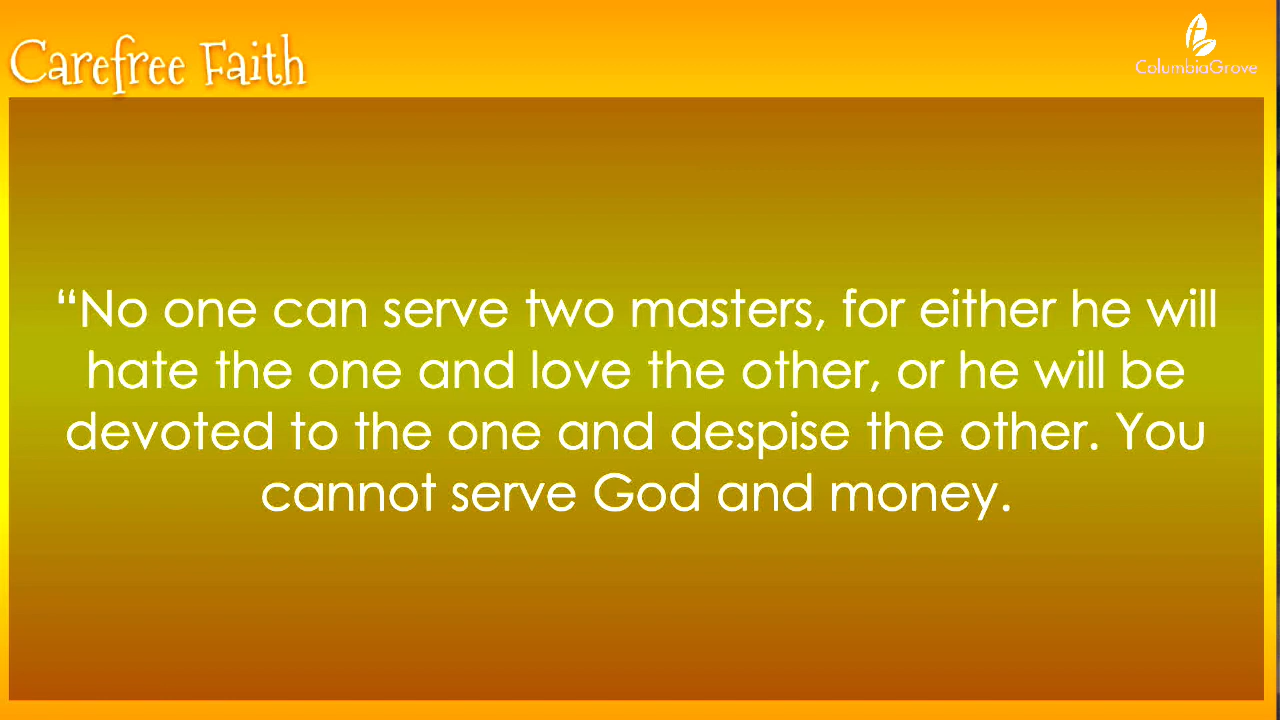 Carefree Faith
ColumbiaGrove
“No one can serve two masters, for either he will
hate the one and love the other, or he will be
devoted to the one and despise the other. You
cannot serve God and money.